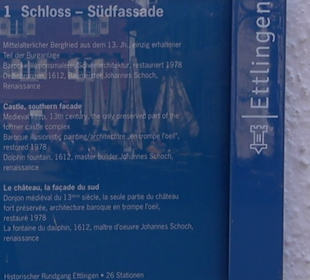 1 Schloss – Südfassade
Mittelalterlicher Bergfried aus dem 13. Jh., einzig erhaltener
Teil der Burganlage
Barocke Illusionsmalerei/Scheinarchitektur, restauriert 1978
Delphinbrunnen, 1612, Baumeister Johannes Schoch,
Renaissance
Castle, southern facade
Medieval keep, 13th century, the only preserved part of the
former castle complex
Baroque illusionistic painting/architecture „en trompe l'oeil",
restored 1978
Dolphin fountain, 1612, master builder Johannes Schoch,
renaissance
Le château, la façade du sud
Donjon médiéval du 13ème siècle, la seule partie du château
fort préservée, architecture baroque en trompe l'oeil,
restauré 1978
La fontaine du dauphin, 1612, maître d'oeuvre Johannes Schoch,
renaissance
Historischer Rundgang Ettlingen • 26 Stationen
Ettlingen